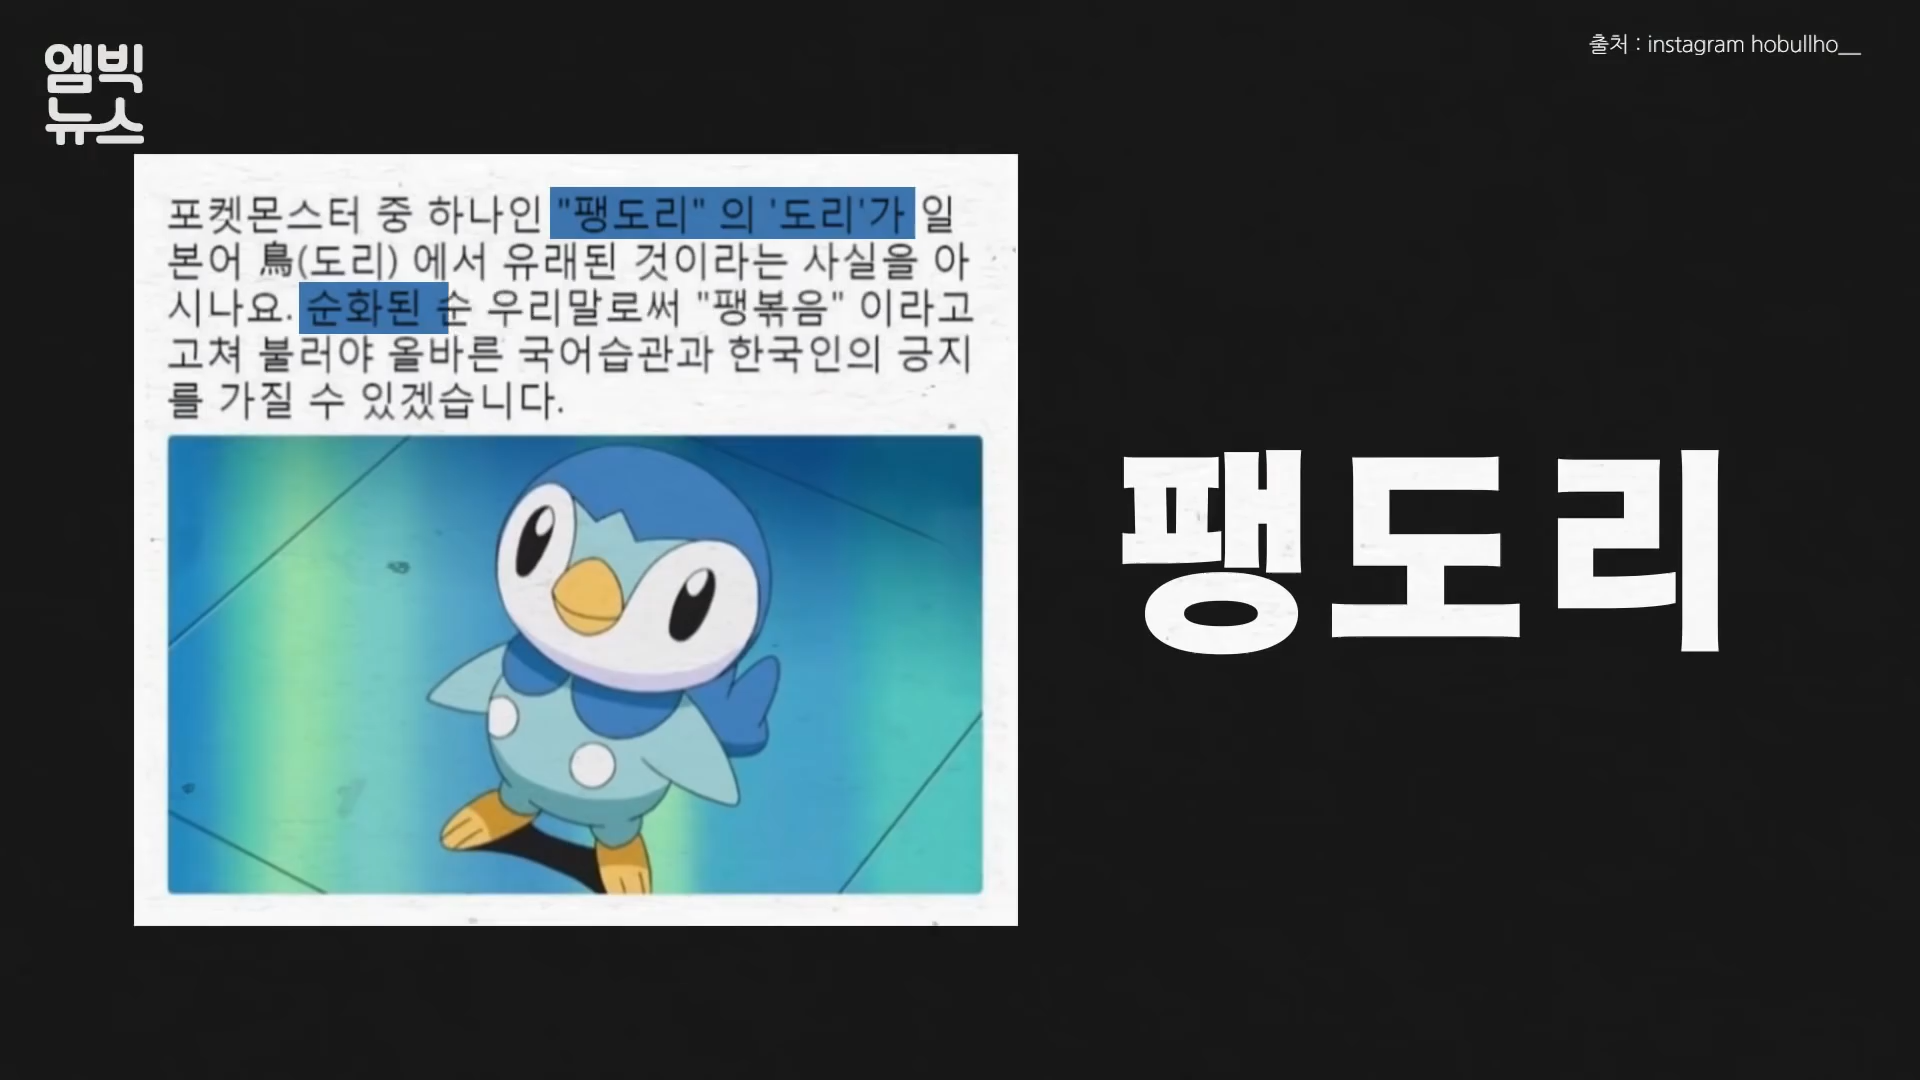 엠빅
뉴스
출처 : instagram hobullho__
포켓몬스터 중 하나인 "팽도리" 의 '도리'가 일
본어 鳥(도리) 에서 유래된 것이라는 사실을 아
시나요. 순화된 순 우리말로써 "팽볶음" 이라고
고쳐 불러야 올바른 국어습관과 한국인의 긍지
를 가질 수 있겠습니다.
팽도리